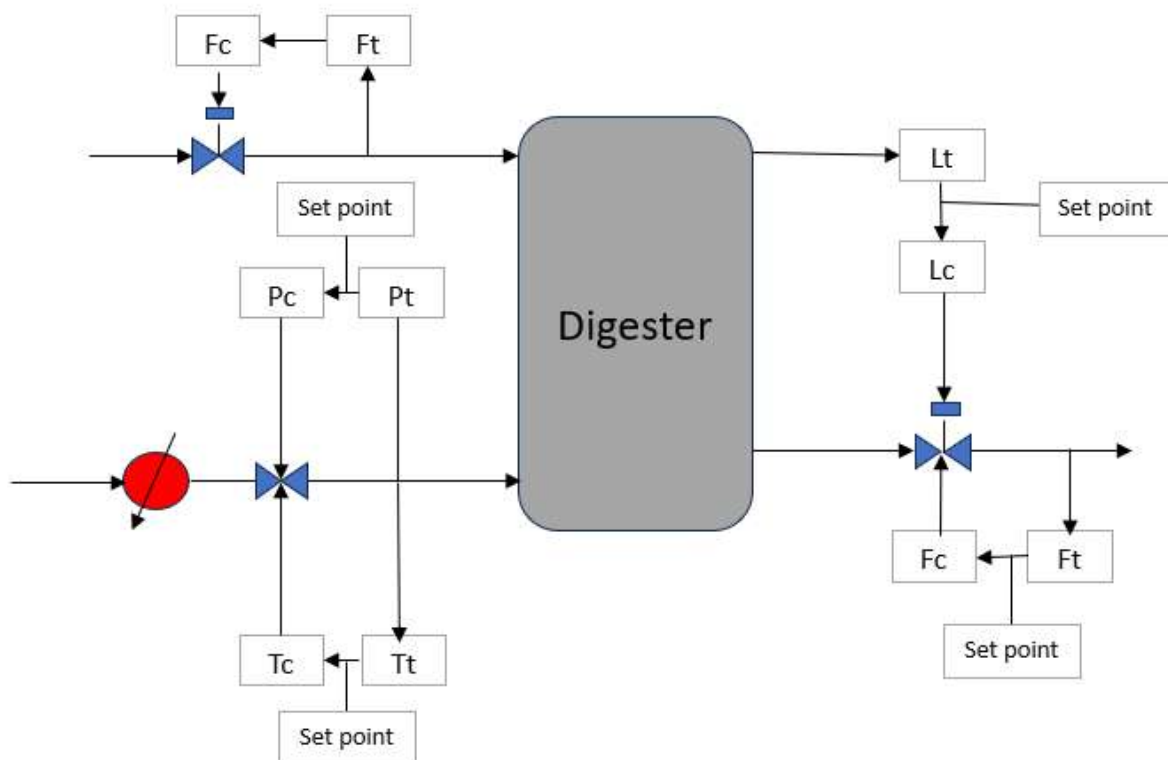 Fc
Ft
Lt
Set point
Set point
Lc
Pc
Pt
Digester
Fc
Ft
Tc
Tt
Set point
Set point